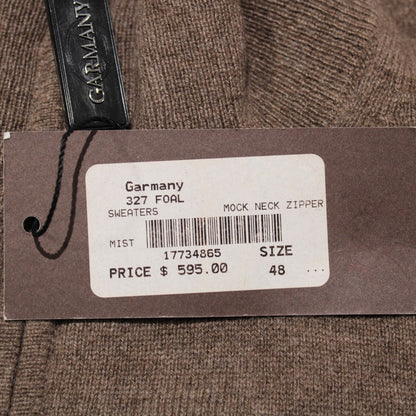 GARMANY
Garmany
327 FOAL
SWEATERS MOCK NECK ZIPPER
MIST
17734865 SIZE
PRICE $ 595.00 48 ...